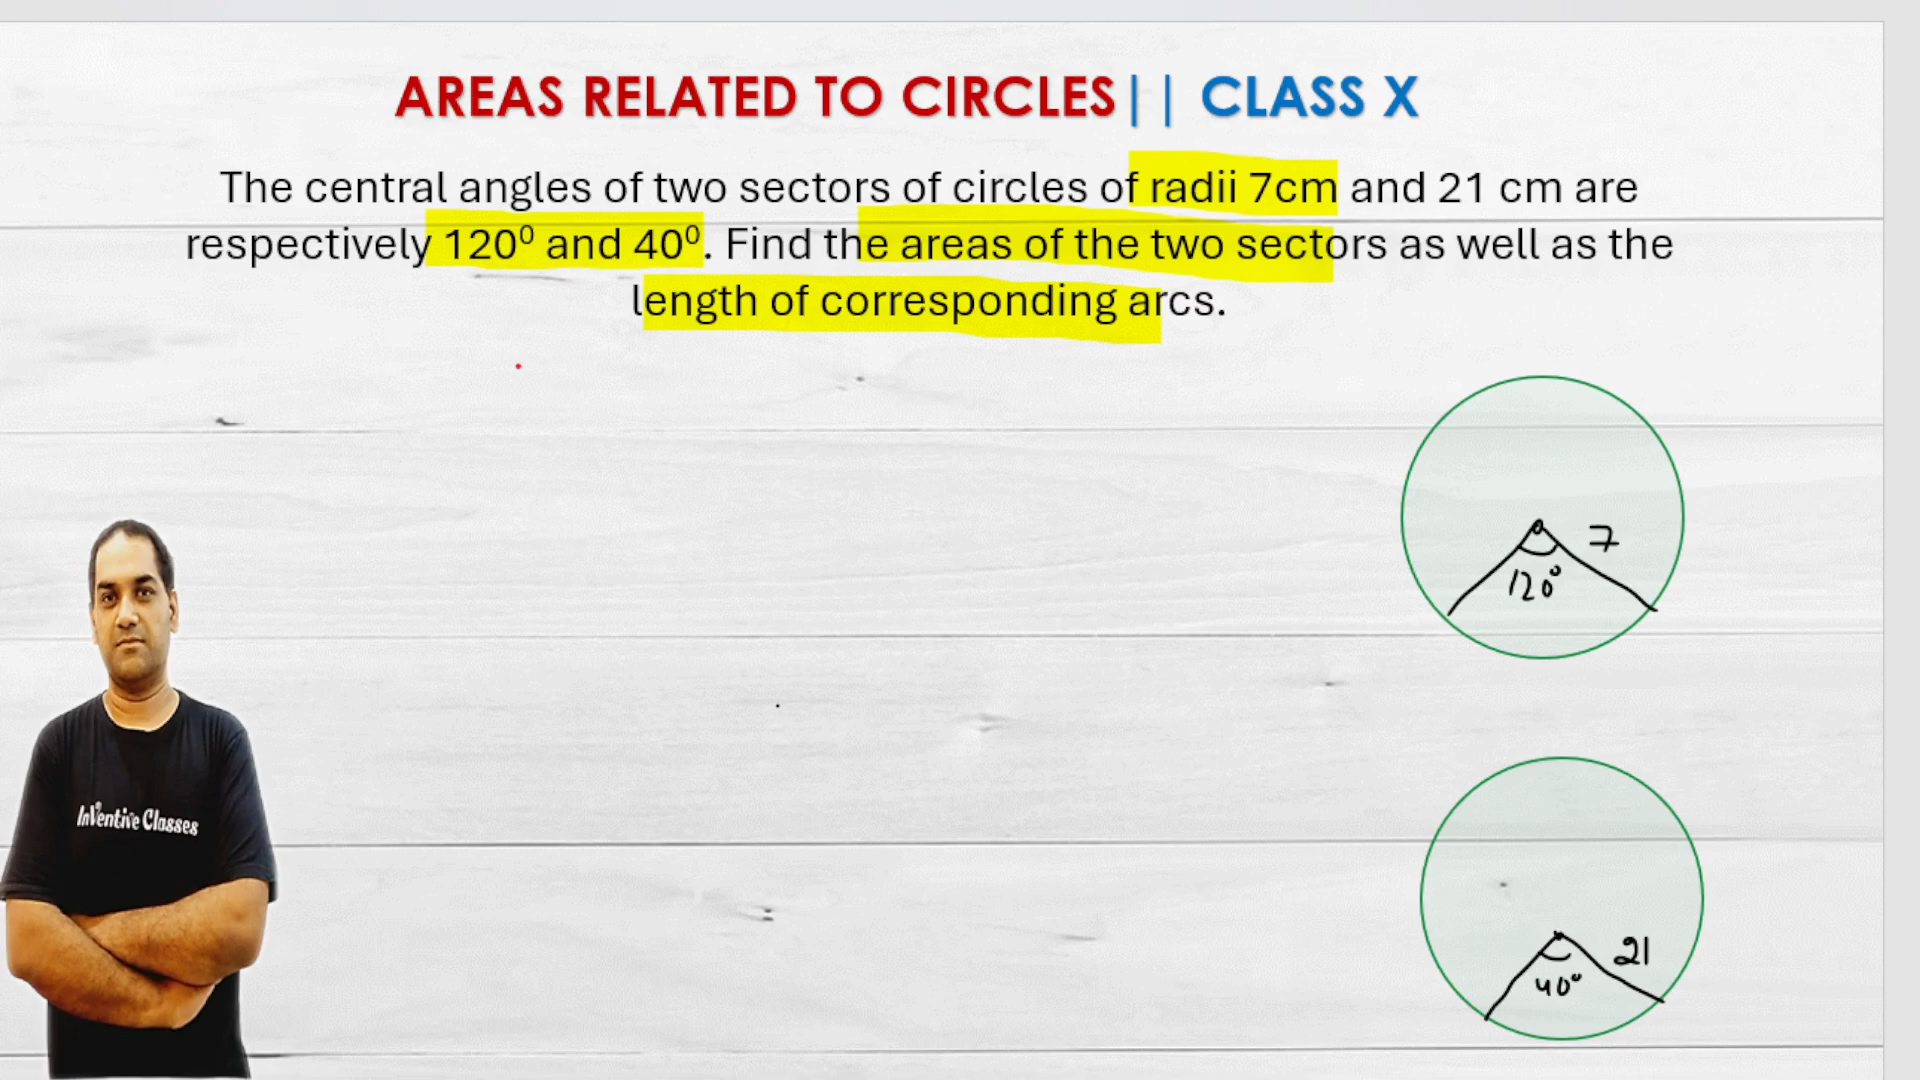 AREAS RELATED TO CIRCLES|| CLASS X
The central angles of two sectors of circles of radii 7cm and 21 cm are
respectively 120⁰ and 40⁰. Find the areas of the two sectors as well as the
length of corresponding arcs.
7
120°
InVentive Classes
21
40°